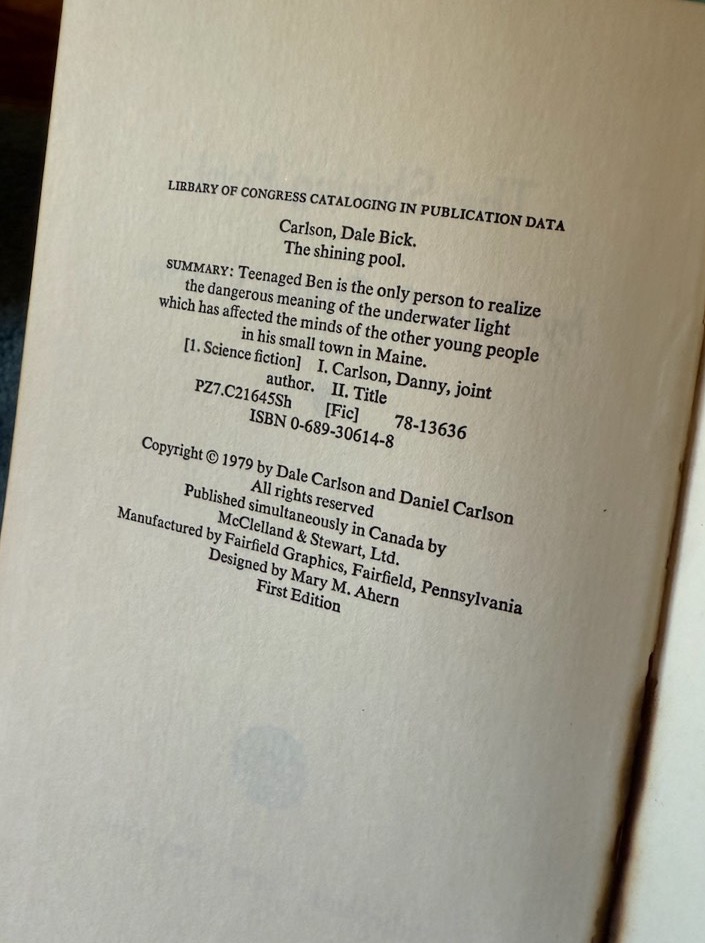 LIRBARY OF CONGRESS CATALOGING IN PUBLICATION DATA
Carlson, Dale Bick.
The shining pool.
SUMMARY: Teenaged Ben is the only person to realize
the dangerous meaning of the underwater light
which has affected the minds of the other young people
in his small town in Maine.
[1. Science fiction] I. Carlson, Danny, joint
author. II. Title
PZ7.C21645Sh [Fic] 78-13636
ISBN 0-689-30614-8
Copyright © 1979 by Dale Carlson and Daniel Carlson
All rights reserved
Published simultaneously in Canada by
McClelland & Stewart, Ltd.
Manufactured by Fairfield Graphics, Fairfield, Pennsylvania
Designed by Mary M. Ahern
First Edition